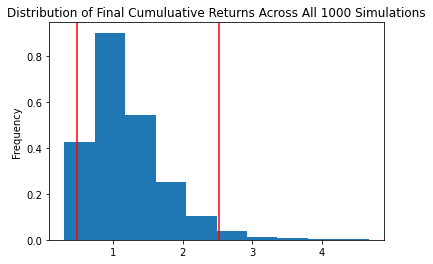 Distribution of Final Cumuluative Returns Across All 1000 Simulations
Frequency
0.8
0.6
0.4
0.2
0.0
1 2 3 4